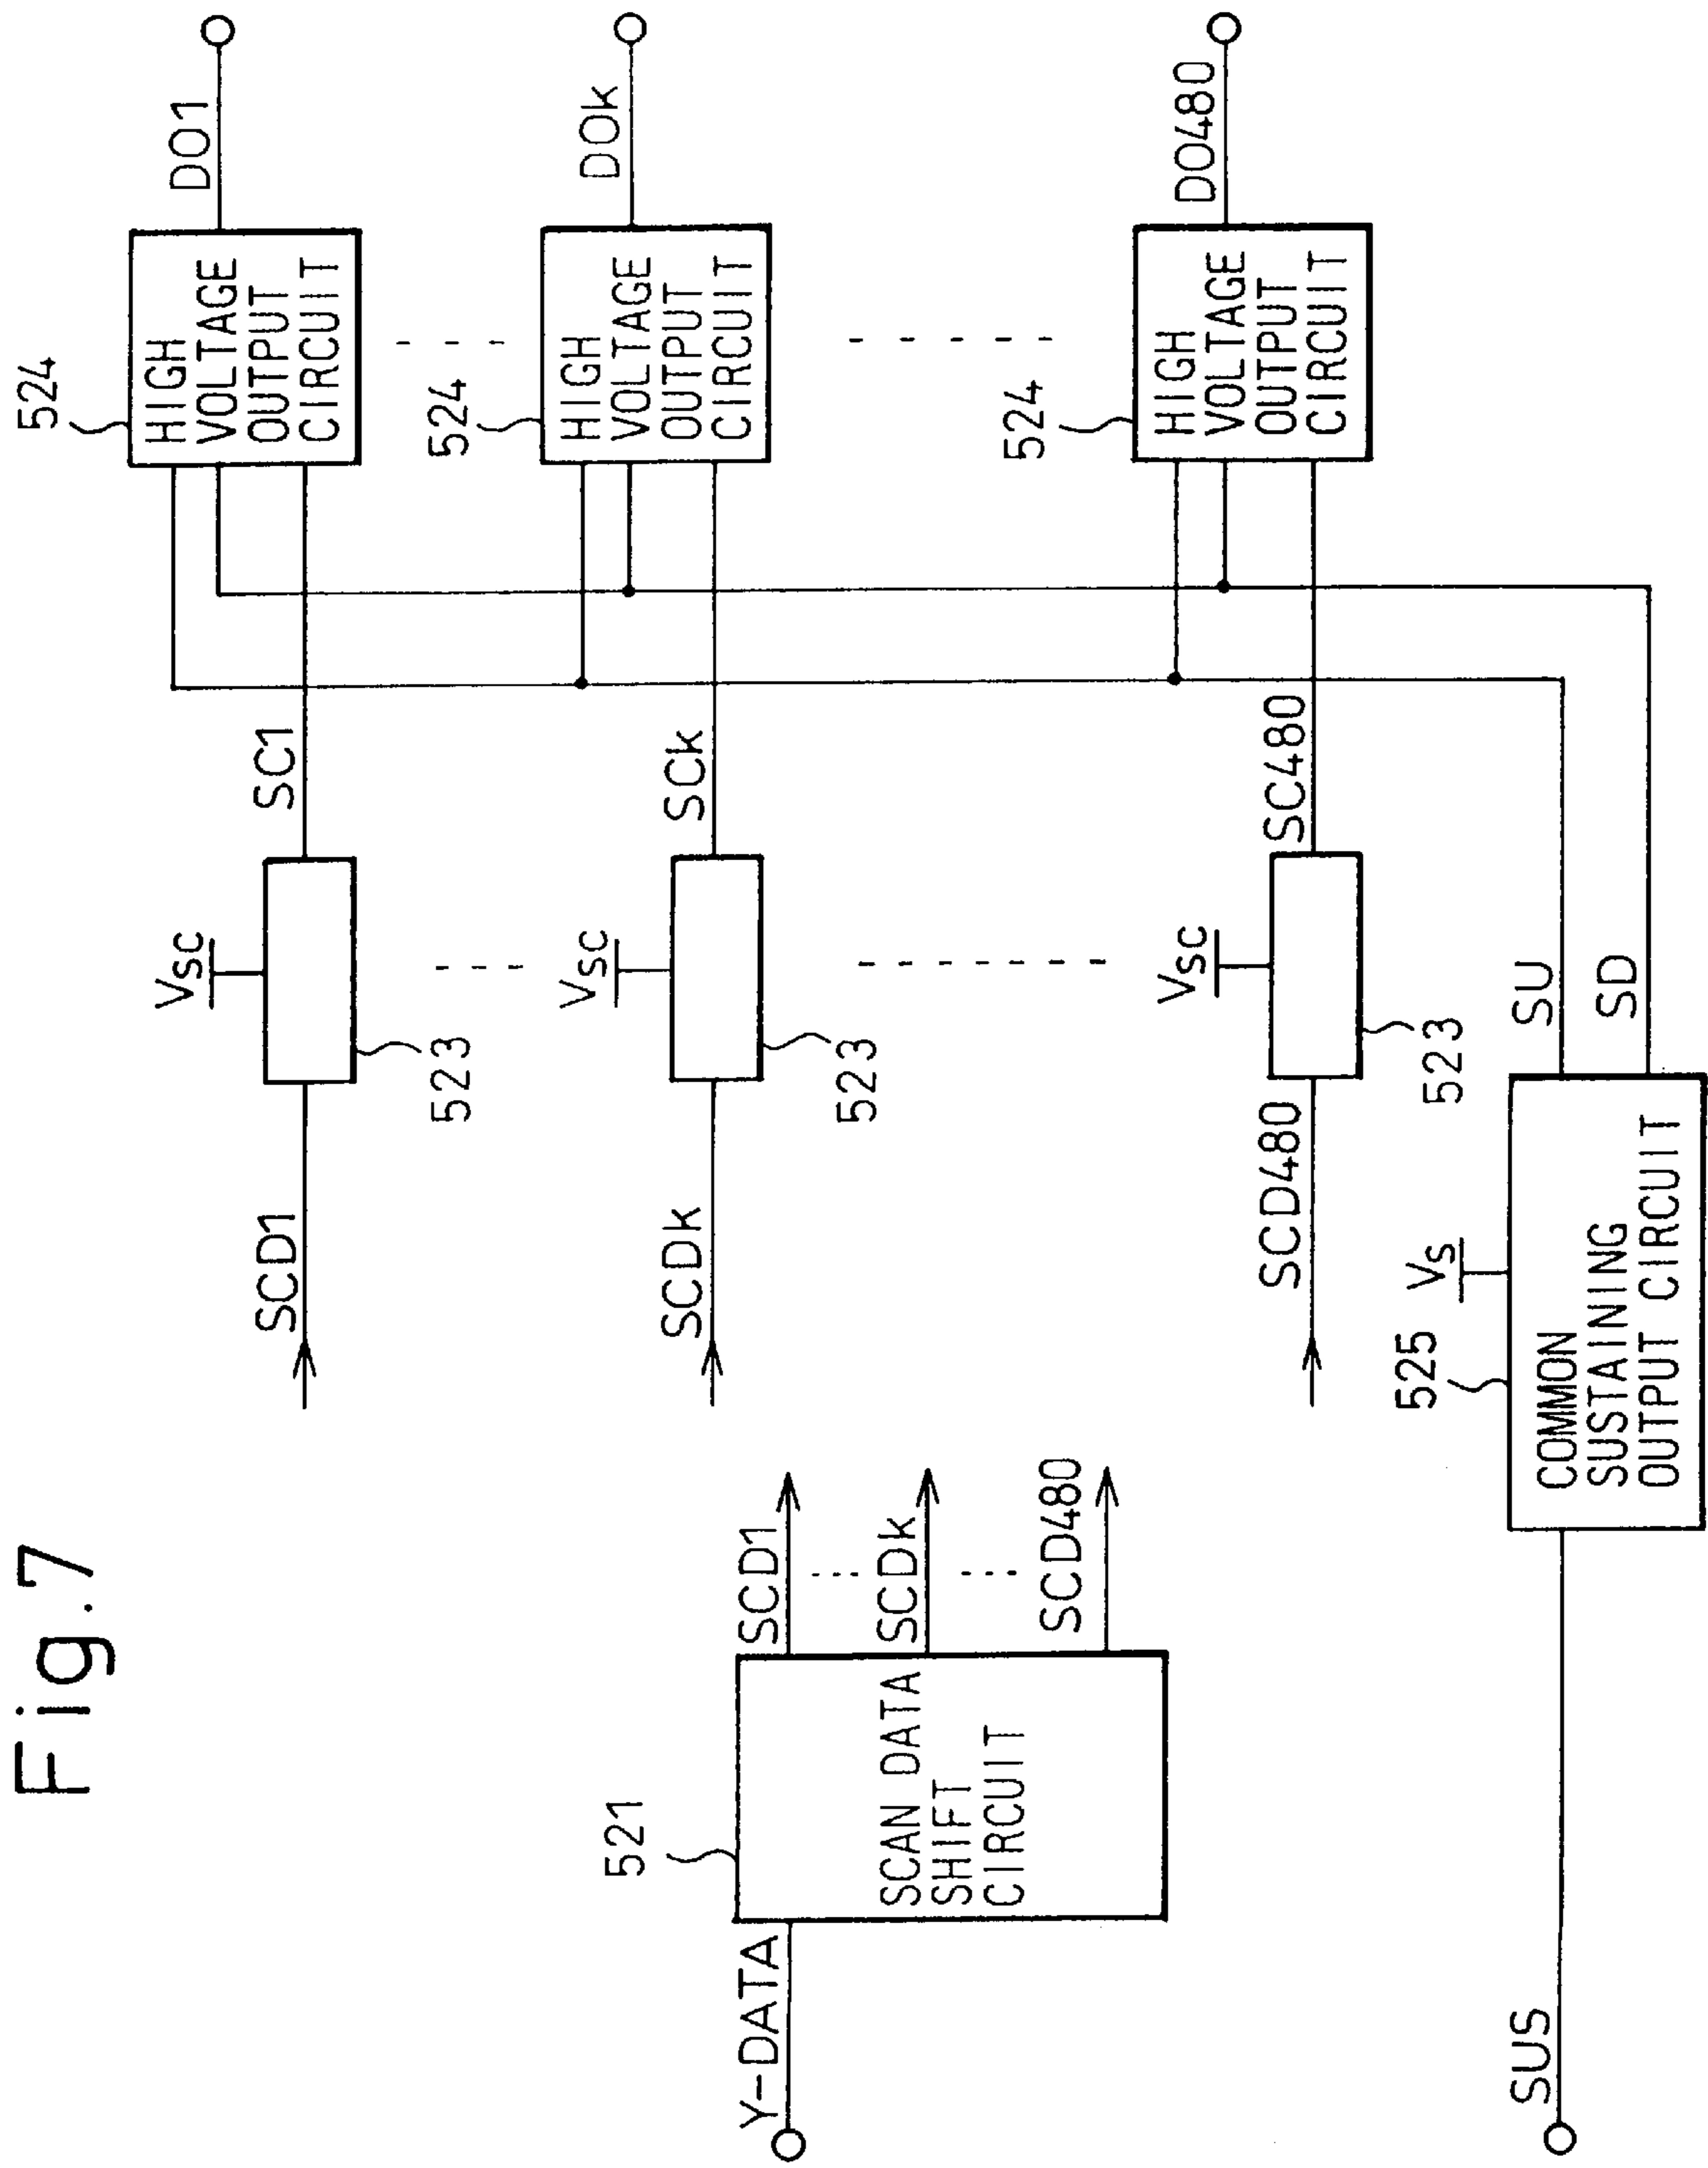 Fig.7
Y-DATA
521
SCAN DATA
SHIFT
CIRCUIT
SCD1
SCDk
SCD480
SCD1
Vsc
523
SC1
524
HIGH
VOLTAGE
OUTPUT
CIRCUIT
DO1
SCDk
Vsc
523
SCk
524
HIGH
VOLTAGE
OUTPUT
CIRCUIT
DOk
SCD480
Vsc
523
SC480
524
HIGH
VOLTAGE
OUTPUT
CIRCUIT
DO480
SUS
525
Vs
COMMON
SUSTAINING
OUTPUT CIRCUIT
SU
SD